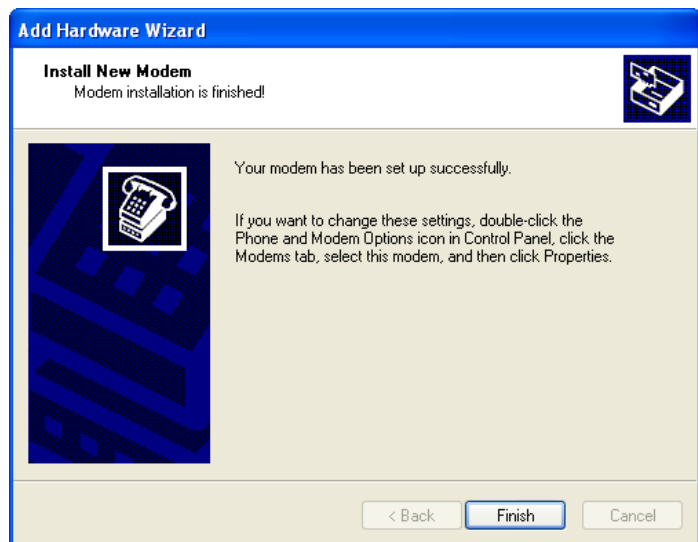 Add Hardware Wizard
Install New Modem
Modem installation is finished!
Your modem has been set up successfully.
If you want to change these settings, double-click the
Phone and Modem Options icon in Control Panel, click the
Modems tab, select this modem, and then click Properties.
< Back
Finish
Cancel